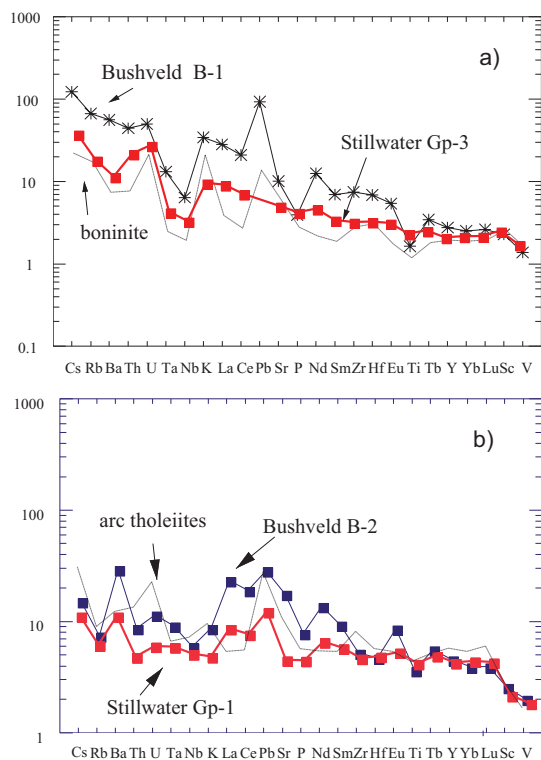 1000
a)
Bushveld B-1
100
Stillwater Gp-3
10
boninite
1
0.1
Cs Rb Ba Th U Ta Nb K La Ce Pb Sr P Nd Sm Zr Hf Eu Ti Tb Y Yb Lu Sc V
1000
b)
arc tholeiites
100
Bushveld B-2
10
Stillwater Gp-1
1
Cs Rb Ba Th U Ta Nb K La Ce Pb Sr P Nd Sm Zr Hf Eu Ti Tb Y Yb Lu Sc V